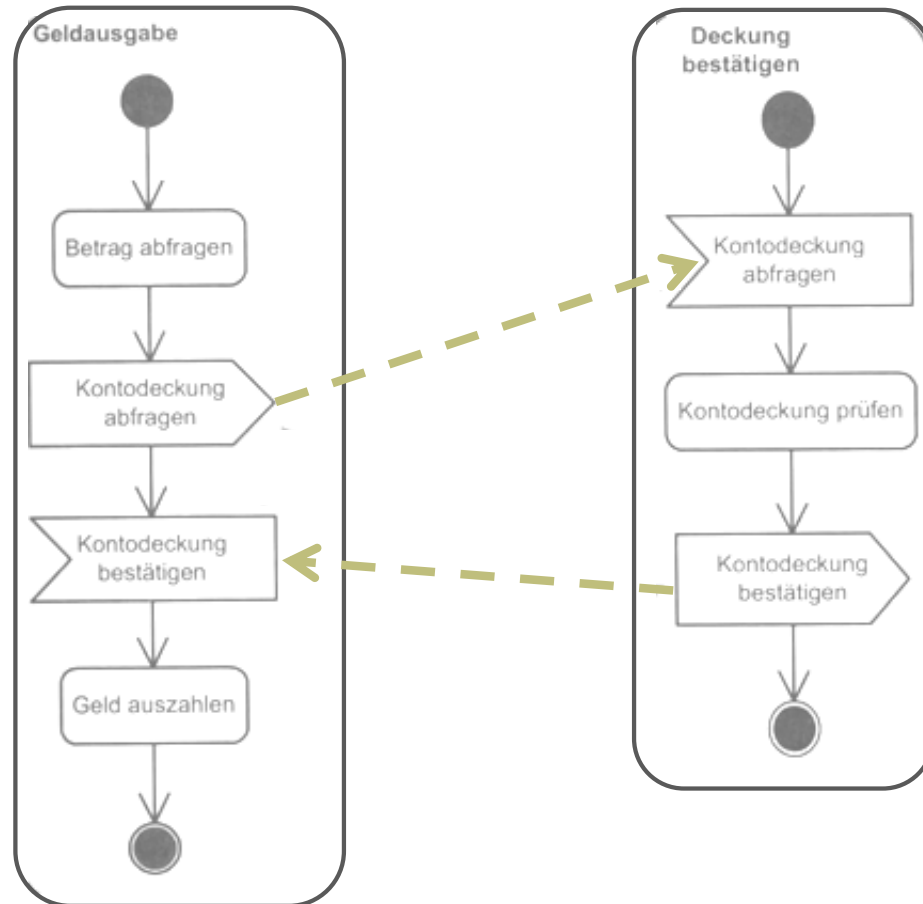 Geldausgabe
Betrag abfragen
Kontodeckung
abfragen
Kontodeckung
bestätigen
Geld auszahlen
Deckung
bestätigen
Kontodeckung
abfragen
Kontodeckung prüfen
Kontodeckung
bestätigen